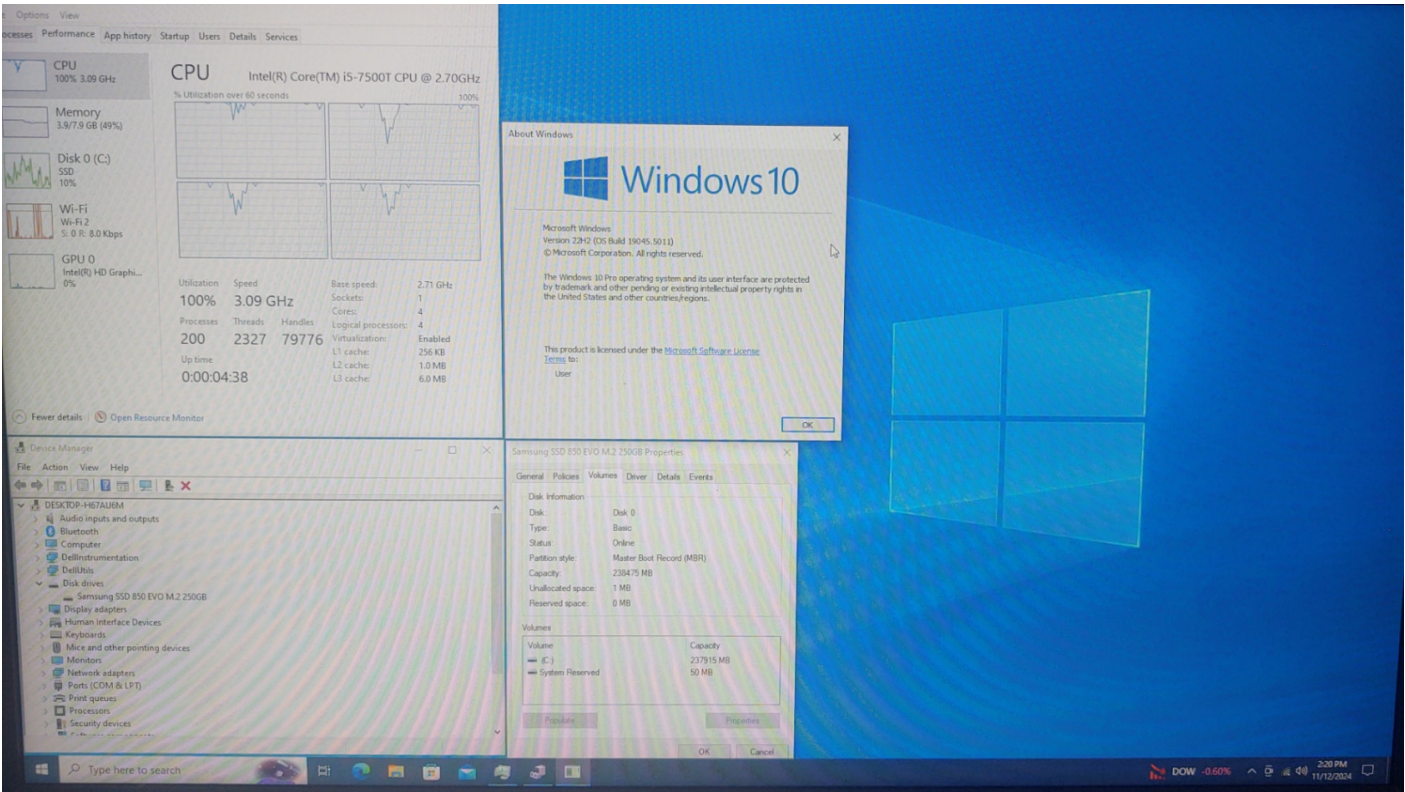 Options View
Performance App history Startup Users Details Services
CPU
100% 3.09 GHz
Memory
3.9/7.9 GB (49%)
Disk 0 (C:)
SSD
10%
Wi-Fi
Wi-Fi 2
S: 0 R: 8.0 Kbps
GPU 0
Intel(R) HD Graphi...
0%
CPU Intel(R) Core(TM) i5-7500T CPU @ 2.70GHz
% Utilization over 60 seconds 100%
Utilization Speed
100% 3.09 GHz
Processes Threads Handles
200 2327 79776
Up time
0:00:04:38
Base speed: 2.71 GHz
Sockets: 1
Cores: 4
Logical processors: 4
Virtualization: Enabled
L1 cache: 256 KB
L2 cache: 1.0 MB
L3 cache: 6.0 MB
Fewer details Open Resource Monitor
About Windows
Windows 10
Microsoft Windows
Version 22H2 (OS Build 19045.5011)
© Microsoft Corporation. All rights reserved.
The Windows 10 Pro operating system and its user interface are protected
by trademark and other pending or existing intellectual property rights in
the United States and other countries/regions.
This product is licensed under the Microsoft Software License
Terms to:
User
OK
Device Manager
File Action View Help
DESKTOP-H67AU6M
Audio inputs and outputs
Bluetooth
Computer
DellInstrumentation
DellUtils
Disk drives
Samsung SSD 850 EVO M.2 250GB
Display adapters
Human Interface Devices
Keyboards
Mice and other pointing devices
Monitors
Network adapters
Ports (COM & LPT)
Print queues
Processors
Security devices
Samsung SSD 850 EVO M.2 250GB Properties
General Policies Volumes Driver Details Events
Disk Information
Disk: Disk 0
Type: Basic
Status: Online
Partition style: Master Boot Record (MBR)
Capacity: 238475 MB
Unallocated space: 1 MB
Reserved space: 0 MB
Volumes
Volume Capacity
(C:) 237915 MB
System Reserved 50 MB
Populate Properties
OK Cancel
Type here to search
DOW -0.60%
2:20 PM
11/12/2024